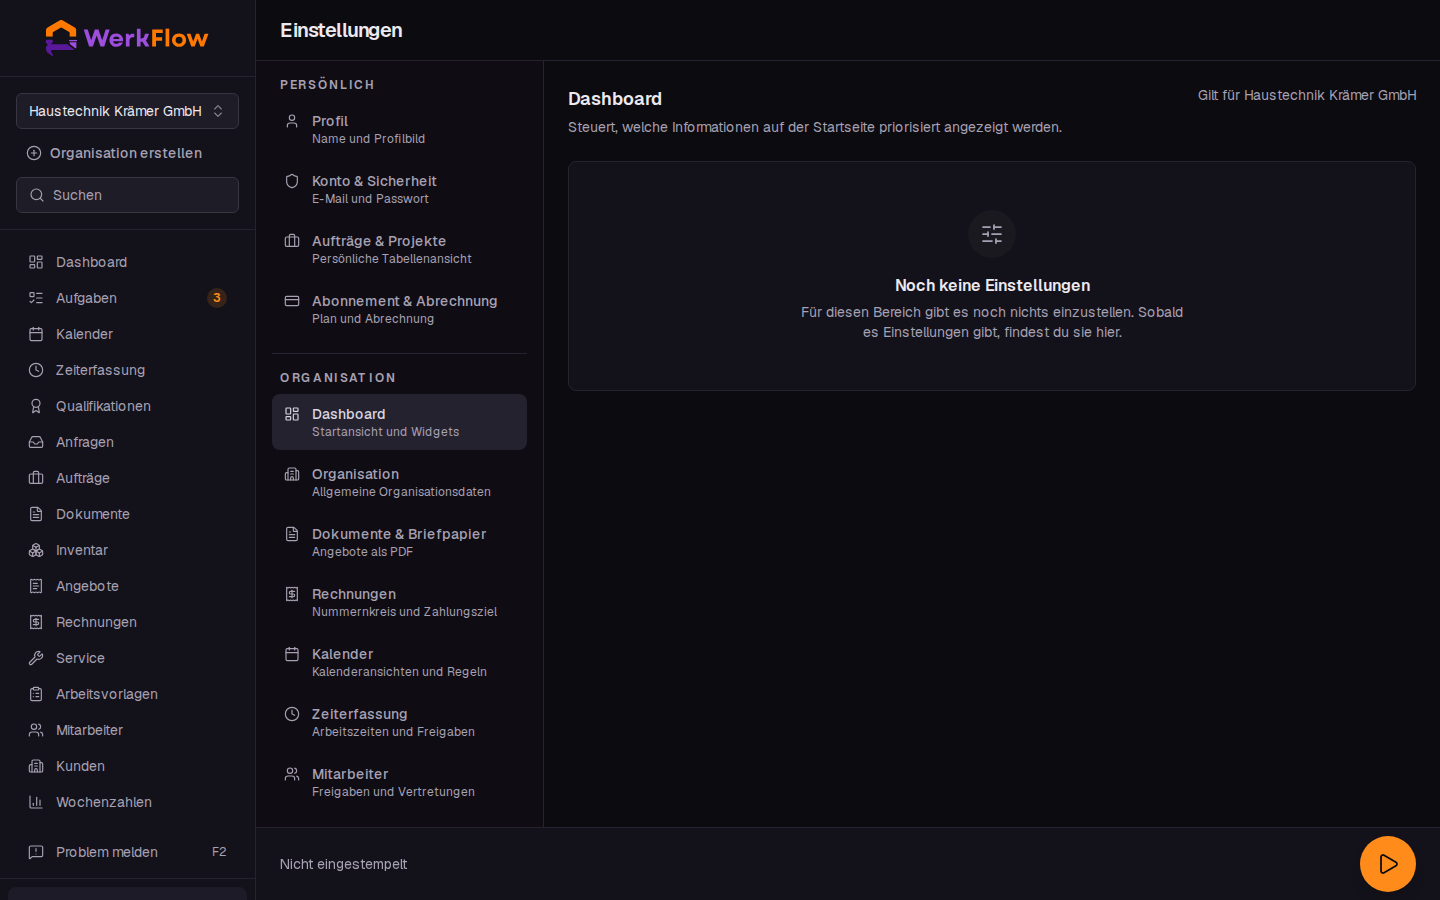 WerkFlow
Haustechnik Krämer GmbH
Organisation erstellen
Suchen
Dashboard
Aufgaben 3
Kalender
Zeiterfassung
Qualifikationen
Anfragen
Aufträge
Dokumente
Inventar
Angebote
Rechnungen
Service
Arbeitsvorlagen
Mitarbeiter
Kunden
Wochenzahlen
Problem melden F2
Einstellungen
PERSÖNLICH
Profil
Name und Profilbild
Konto & Sicherheit
E-Mail und Passwort
Aufträge & Projekte
Persönliche Tabellenansicht
Abonnement & Abrechnung
Plan und Abrechnung
ORGANISATION
Dashboard
Startansicht und Widgets
Organisation
Allgemeine Organisationsdaten
Dokumente & Briefpapier
Angebote als PDF
Rechnungen
Nummernkreis und Zahlungsziel
Kalender
Kalenderansichten und Regeln
Zeiterfassung
Arbeitszeiten und Freigaben
Mitarbeiter
Freigaben und Vertretungen
Dashboard
Gilt für Haustechnik Krämer GmbH
Steuert, welche Informationen auf der Startseite priorisiert angezeigt werden.
Noch keine Einstellungen
Für diesen Bereich gibt es noch nichts einzustellen. Sobald
es Einstellungen gibt, findest du sie hier.
Nicht eingestempelt